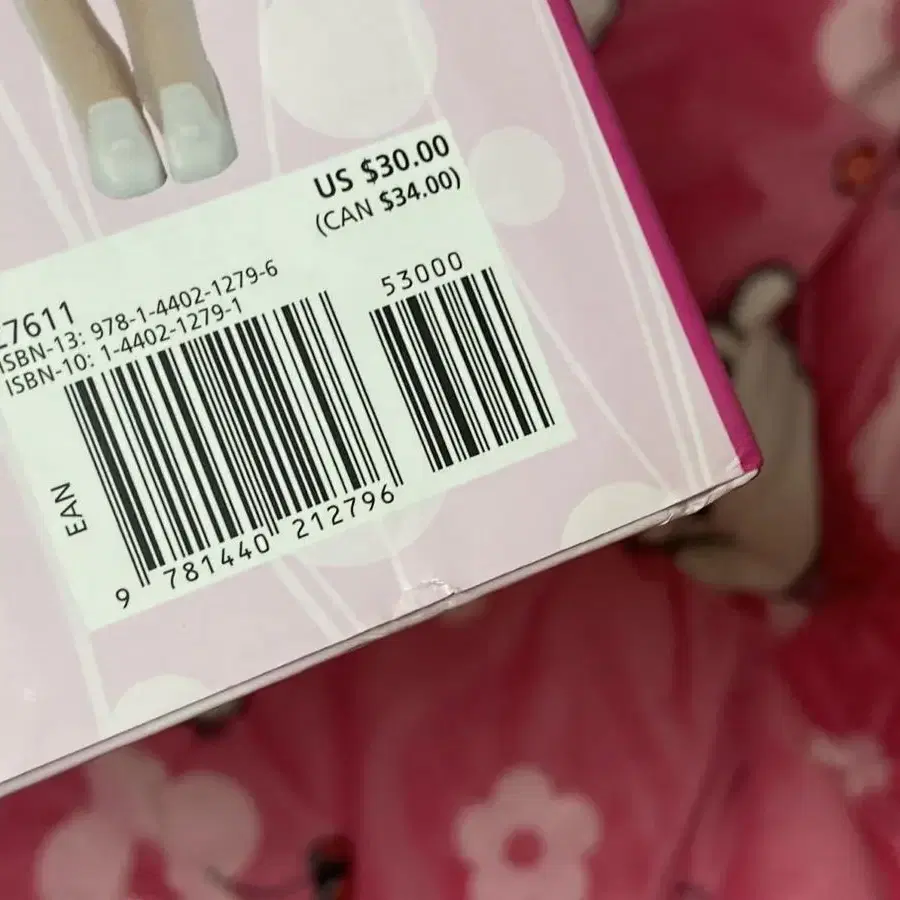 US $30.00
(CAN $34.00)
Z7611
ISBN-13: 978-1-4402-1279-6
ISBN-10: 1-4402-1279-1
53000
EAN
9 781440 212796